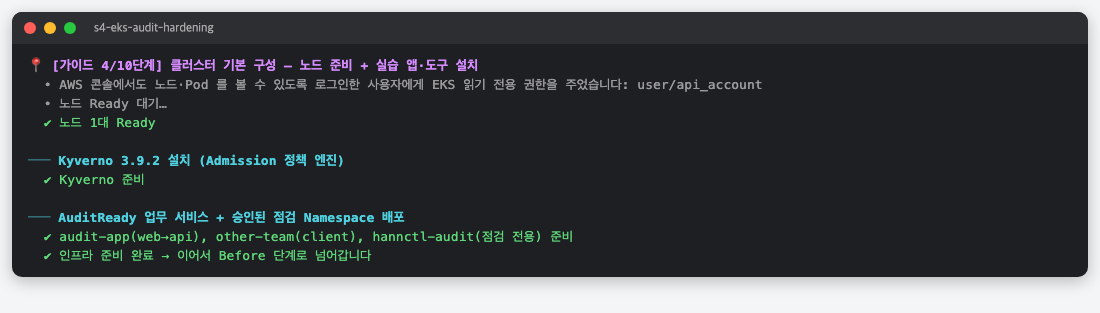 s4-eks-audit-hardening
📍 [가이드 4/10단계] 클러스터 기본 구성 — 노드 준비 + 실습 앱·도구 설치
• AWS 콘솔에서도 노드·Pod 를 볼 수 있도록 로그인한 사용자에게 EKS 읽기 전용 권한을 주었습니다: user/api_account
• 노드 Ready 대기…
✔ 노드 1대 Ready
─── Kyverno 3.9.2 설치 (Admission 정책 엔진)
✔ Kyverno 준비
─── AuditReady 업무 서비스 + 승인된 점검 Namespace 배포
✔ audit-app(web→api), other-team(client), hannctl-audit(점검 전용) 준비
✔ 인프라 준비 완료 → 이어서 Before 단계로 넘어갑니다